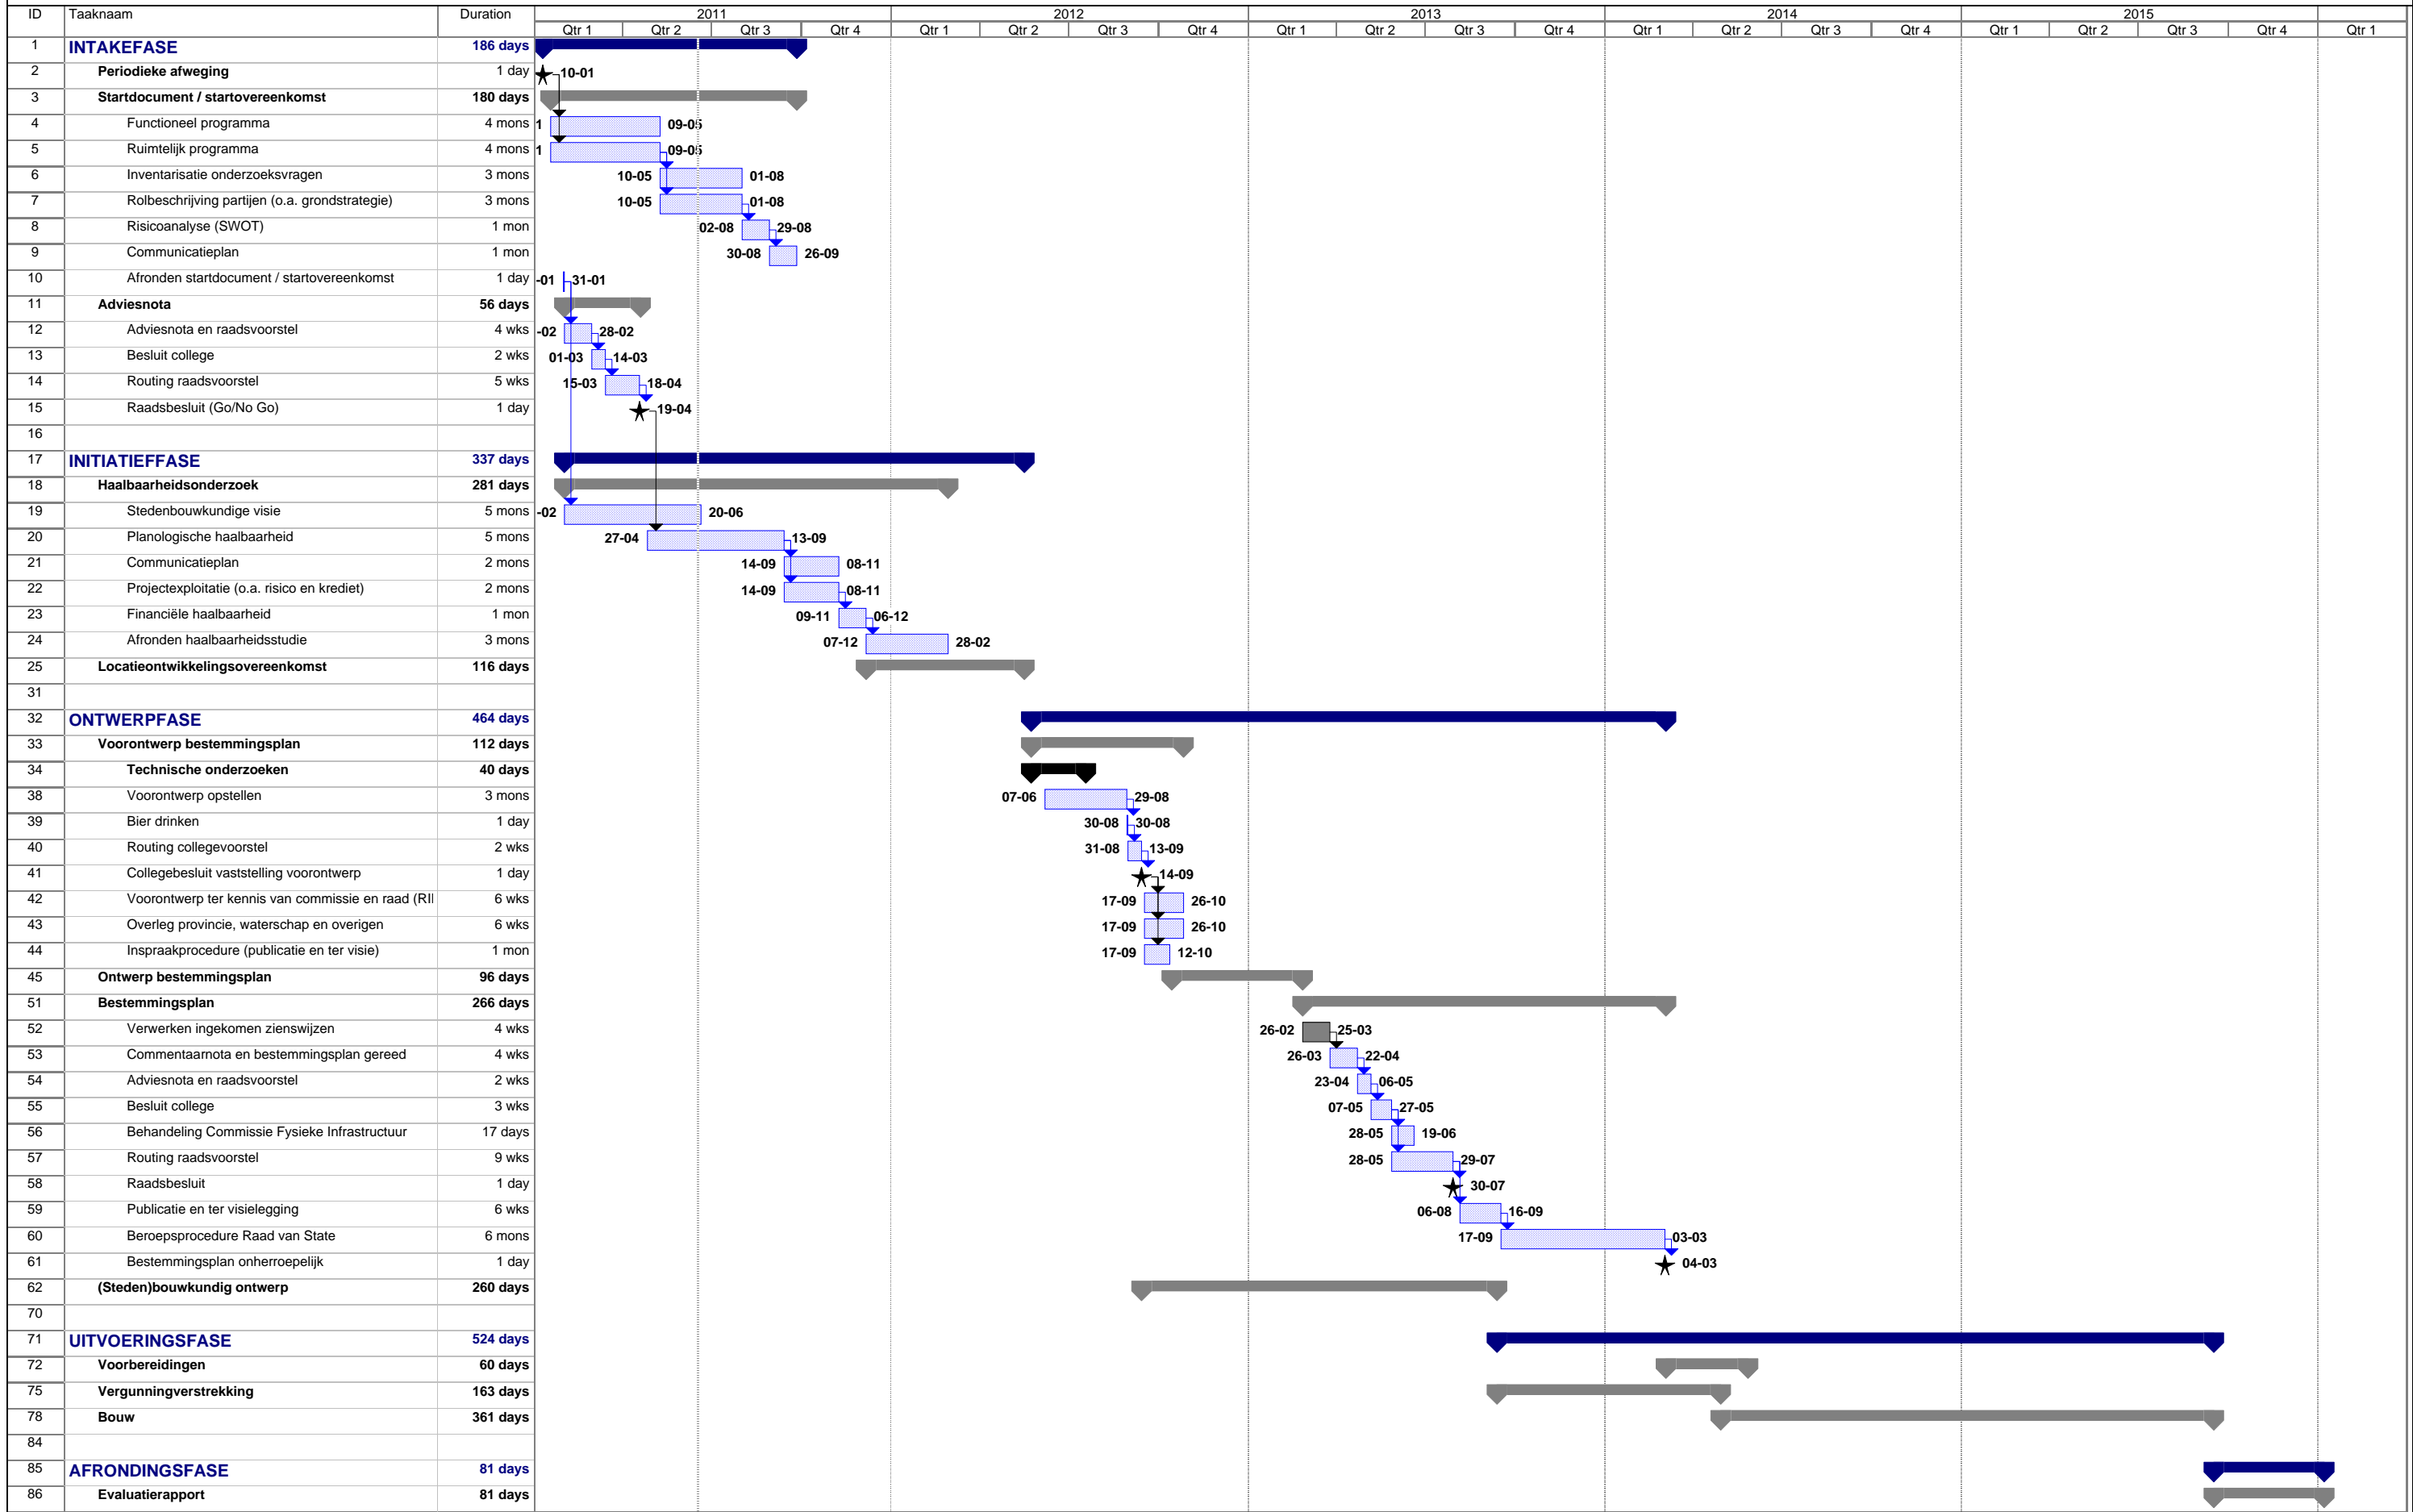 ID Taaknaam Duration 2011 2012 2013 2014 2015
Qtr 1 Qtr 2 Qtr 3 Qtr 4 Qtr 1 Qtr 2 Qtr 3 Qtr 4 Qtr 1 Qtr 2 Qtr 3 Qtr 4 Qtr 1 Qtr 2 Qtr 3 Qtr 4 Qtr 1 Qtr 2 Qtr 3 Qtr 4 Qtr 1
1 INTAKEFASE 186 days
2 Periodieke afweging 1 day 10-01
3 Startdocument / startovereenkomst 180 days
4 Functioneel programma 4 mons 1 09-05
5 Ruimtelijk programma 4 mons 1 09-05
6 Inventarisatie onderzoeksvragen 3 mons 10-05 01-08
7 Rolbeschrijving partijen (o.a. grondstrategie) 3 mons 10-05 01-08
8 Risicoanalyse (SWOT) 1 mon 02-08 29-08
9 Communicatieplan 1 mon 30-08 26-09
10 Afronden startdocument / startovereenkomst 1 day -01 31-01
11 Adviesnota 56 days
12 Adviesnota en raadsvoorstel 4 wks -02 28-02
13 Besluit college 2 wks 01-03 14-03
14 Routing raadsvoorstel 5 wks 15-03 18-04
15 Raadsbesluit (Go/No Go) 1 day 19-04
16
17 INITIATIEFFASE 337 days
18 Haalbaarheidsonderzoek 281 days
19 Stedenbouwkundige visie 5 mons -02 20-06
20 Planologische haalbaarheid 5 mons 27-04 13-09
21 Communicatieplan 2 mons 14-09 08-11
22 Projectexploitatie (o.a. risico en krediet) 2 mons 14-09 08-11
23 Financiële haalbaarheid 1 mon 09-11 06-12
24 Afronden haalbaarheidsstudie 3 mons 07-12 28-02
25 Locatieontwikkelingsovereenkomst 116 days
31
32 ONTWERPFASE 464 days
33 Voorontwerp bestemmingsplan 112 days
34 Technische onderzoeken 40 days
38 Voorontwerp opstellen 3 mons 07-06 29-08
39 Bier drinken 1 day 30-08 30-08
40 Routing collegevoorstel 2 wks 31-08 13-09
41 Collegebesluit vaststelling voorontwerp 1 day 14-09
42 Voorontwerp ter kennis van commissie en raad (RII 6 wks 17-09 26-10
43 Overleg provincie, waterschap en overigen 6 wks 17-09 26-10
44 Inspraakprocedure (publicatie en ter visie) 1 mon 17-09 12-10
45 Ontwerp bestemmingsplan 96 days
51 Bestemmingsplan 266 days
52 Verwerken ingekomen zienswijzen 4 wks 26-02 25-03
53 Commentaarnota en bestemmingsplan gereed 4 wks 26-03 22-04
54 Adviesnota en raadsvoorstel 2 wks 23-04 06-05
55 Besluit college 3 wks 07-05 27-05
56 Behandeling Commissie Fysieke Infrastructuur 17 days 28-05 19-06
57 Routing raadsvoorstel 9 wks 28-05 29-07
58 Raadsbesluit 1 day 30-07
59 Publicatie en ter visielegging 6 wks 06-08 16-09
60 Beroepsprocedure Raad van State 6 mons 17-09 03-03
61 Bestemmingsplan onherroepelijk 1 day 04-03
62 (Steden)bouwkundig ontwerp 260 days
70
71 UITVOERINGSFASE 524 days
72 Voorbereidingen 60 days
75 Vergunningverstrekking 163 days
78 Bouw 361 days
84
85 AFRONDINGSFASE 81 days
86 Evaluatierapport 81 days